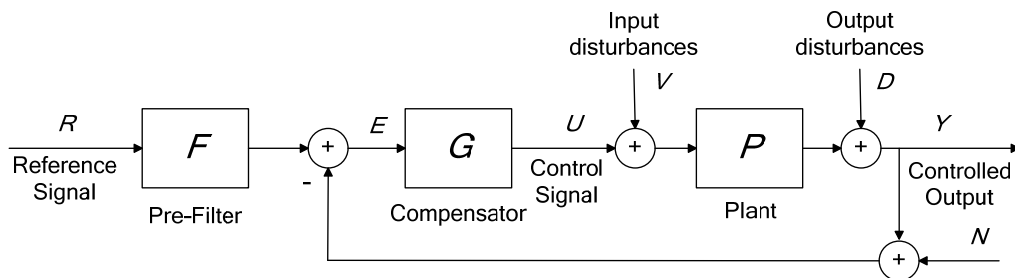 Input
disturbances
Output
disturbances
V
D
R
E
U
Y
F
+
G
+
P
+
Reference
Signal
-
Control
Signal
Controlled
Output
Pre-Filter
Compensator
Plant
N
+